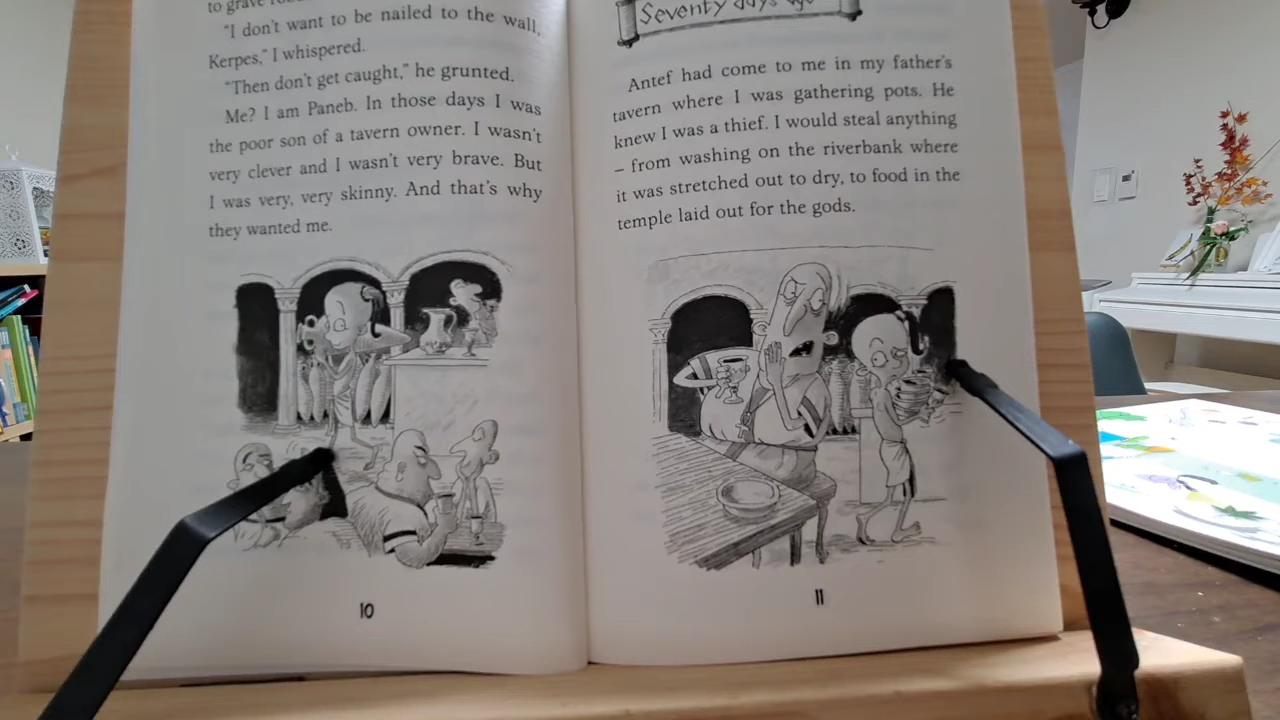 to grave
"I don't want to be nailed to the wall,
Kerpes," I whispered.
"Then don't get caught," he grunted.
Me? I am Paneb. In those days I was
the poor son of a tavern owner. I wasn't
very clever and I wasn't very brave. But
I was very, very skinny. And that's why
they wanted me.
10
Seventy days ago
Antef had come to me in my father's
tavern where I was gathering pots. He
knew I was a thief. I would steal anything
– from washing on the riverbank where
it was stretched out to dry, to food in the
temple laid out for the gods.
11